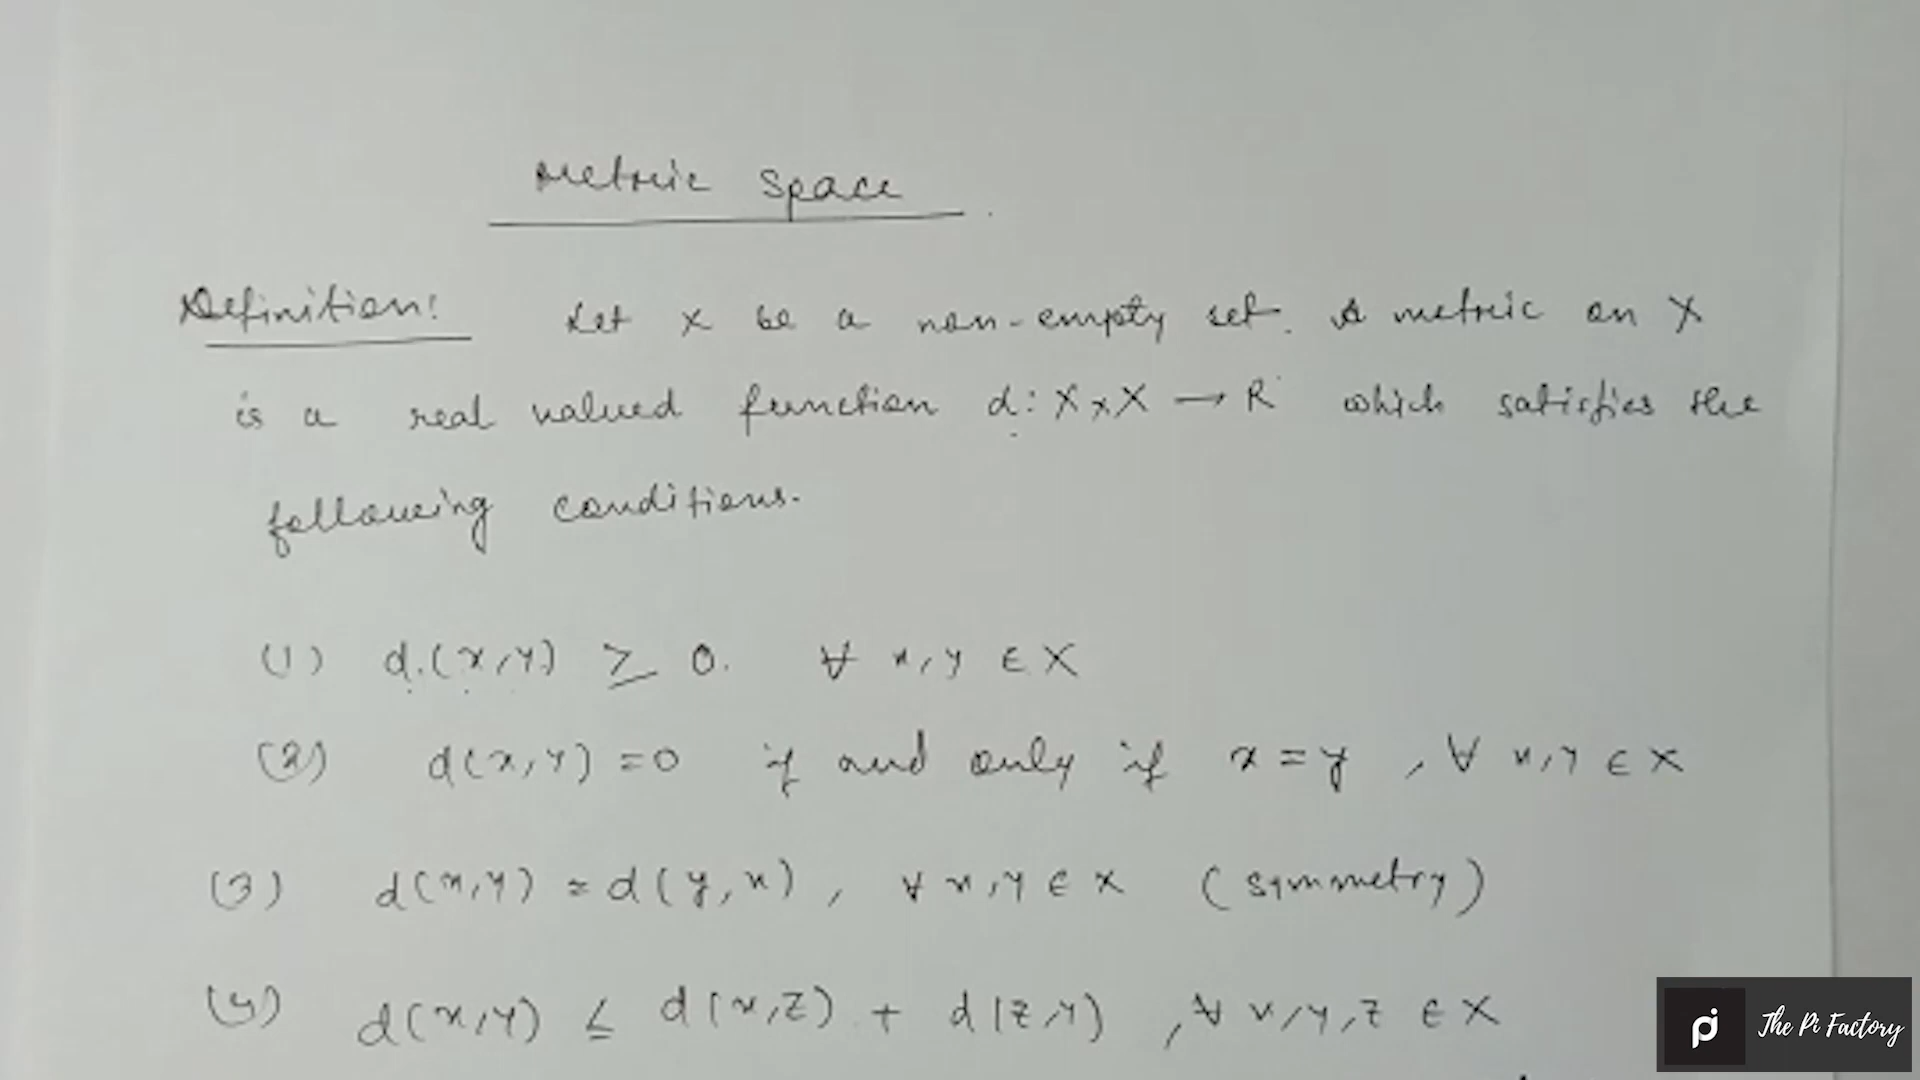 Metric space
Definition: Let X be a non-empty set. A metric on X
is a real valued function d: X x X → R which satisfies the
following conditions.
(1) d(x,y) ≥ 0. ∀ x,y ∈ X
(2) d(x,y) = 0 if and only if x = y, ∀ x,y ∈ X
(3) d(x,y) = d(y,x), ∀ x,y ∈ X (symmetry)
(4) d(x,y) ≤ d(x,z) + d(z,y), ∀ x,y,z ∈ X
pi The Pi Factory